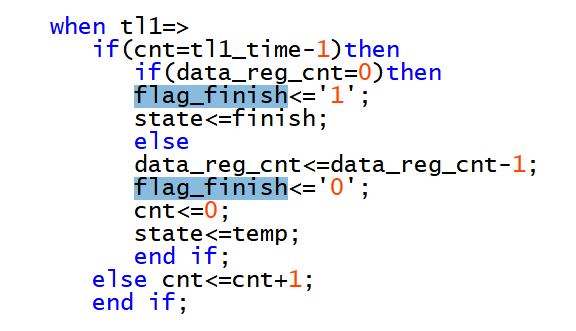 when tl1=>
if(cnt=tl1_time-1)then
if(data_reg_cnt=0)then
flag_finish<='1';
state<=finish;
else
data_reg_cnt<=data_reg_cnt-1;
flag_finish<='0';
cnt<=0;
state<=temp;
end if;
else cnt<=cnt+1;
end if;